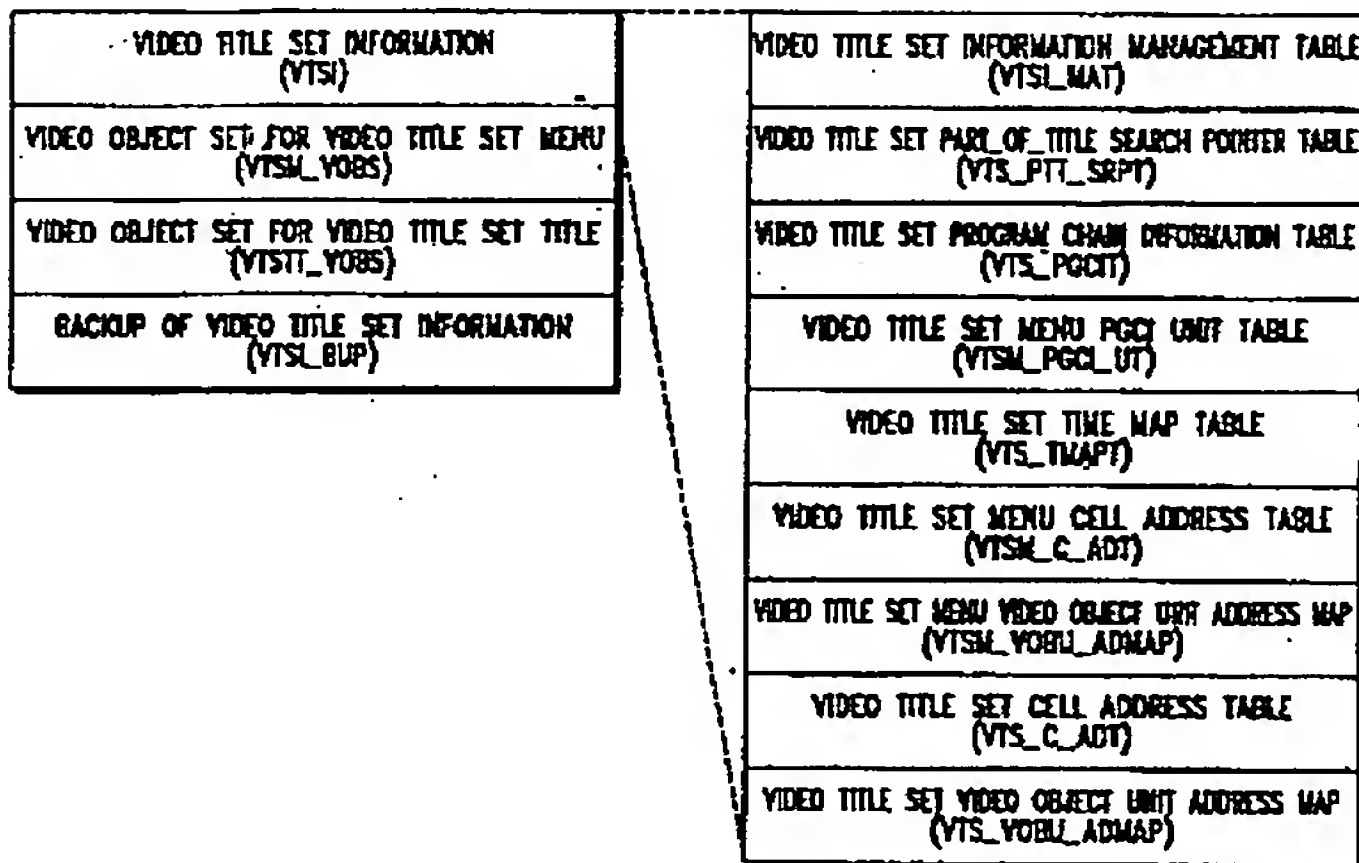 VIDEO TITLE SET INFORMATION
(VTSI)
VIDEO OBJECT SET FOR VIDEO TITLE SET MENU
(VTSM_VOBS)
VIDEO OBJECT SET FOR VIDEO TITLE SET TITLE
(VTSTT_VOBS)
BACKUP OF VIDEO TITLE SET INFORMATION
(VTSI_BUP)
VIDEO TITLE SET INFORMATION MANAGEMENT TABLE
(VTSI_MAT)
VIDEO TITLE SET PART_OF_TITLE SEARCH POINTER TABLE
(VTS_PTT_SRPT)
VIDEO TITLE SET PROGRAM CHAIN INFORMATION TABLE
(VTS_PGCIT)
VIDEO TITLE SET MENU PGCI UNIT TABLE
(VTSM_PGCI_UT)
VIDEO TITLE SET TIME MAP TABLE
(VTS_TMAPT)
VIDEO TITLE SET MENU CELL ADDRESS TABLE
(VTSM_C_ADT)
VIDEO TITLE SET MENU VIDEO OBJECT UNIT ADDRESS MAP
(VTSM_VOBU_ADMAP)
VIDEO TITLE SET CELL ADDRESS TABLE
(VTS_C_ADT)
VIDEO TITLE SET VIDEO OBJECT UNIT ADDRESS MAP
(VTS_VOBU_ADMAP)